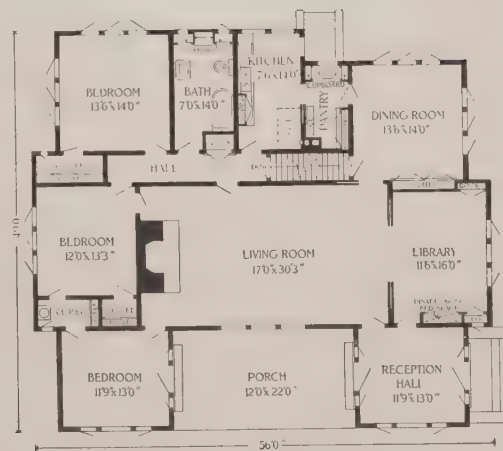 BEDROOM
13'6"X14'0"
BATH
7'0"X14'0"
KITCHEN
7'6"X14'0"
CUPBOARD
PANTRY
DINING ROOM
13'6"X14'0"
HALL
DOWN
BEDROOM
12'0"X13'3"
LIVING ROOM
17'0"X30'3"
LIBRARY
11'6"X16'0"
BEDROOM
11'9"X13'0"
PORCH
12'0"X22'0"
RECEPTION
HALL
11'9"X13'0"
56'0"